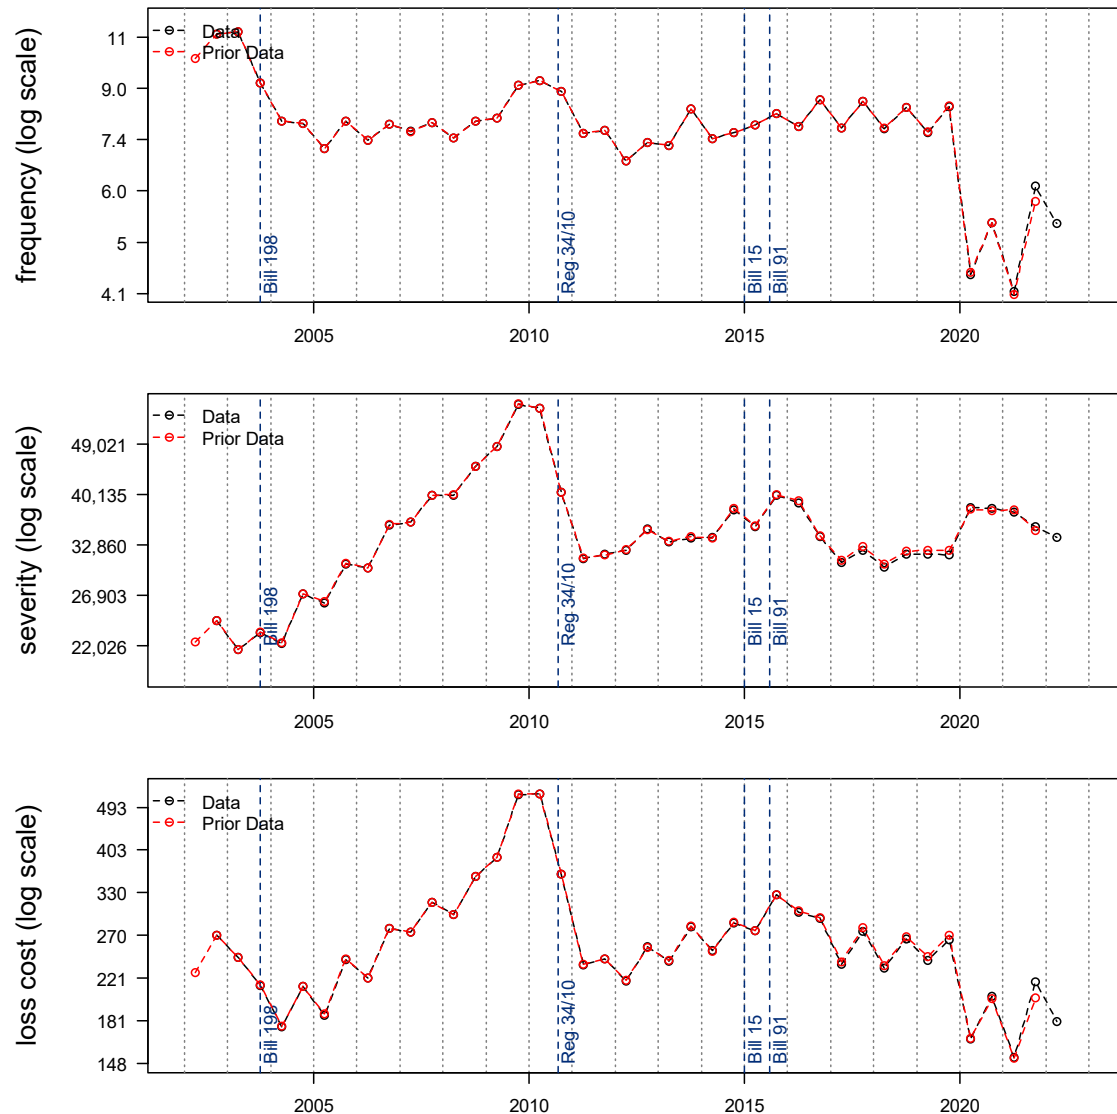 frequency (log scale)
11
9.0
7.4
6.0
5
4.1
Data
Prior Data
Bill 198
Reg 34/10
Bill 15
Bill 91
2005
2010
2015
2020
severity (log scale)
49,021
40,135
32,860
26,903
22,026
Data
Prior Data
Bill 198
Reg 34/10
Bill 15
Bill 91
2005
2010
2015
2020
loss cost (log scale)
493
403
330
270
221
181
148
Data
Prior Data
Bill 198
Reg 34/10
Bill 15
Bill 91
2005
2010
2015
2020